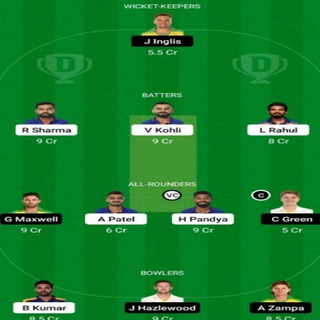 WICKET-KEEPERS
J Inglis
5.5 Cr
D
BATTERS
R Sharma V Kohli L Rahul
9 Cr 9 Cr 8 Cr
ALL-ROUNDERS
VC C
G Maxwell A Patel H Pandya C Green
9 Cr 6 Cr 9 Cr 5 Cr
BOWLERS
B Kumar J Hazlewood A Zampa
8.5 Cr 9 Cr 8.5 Cr